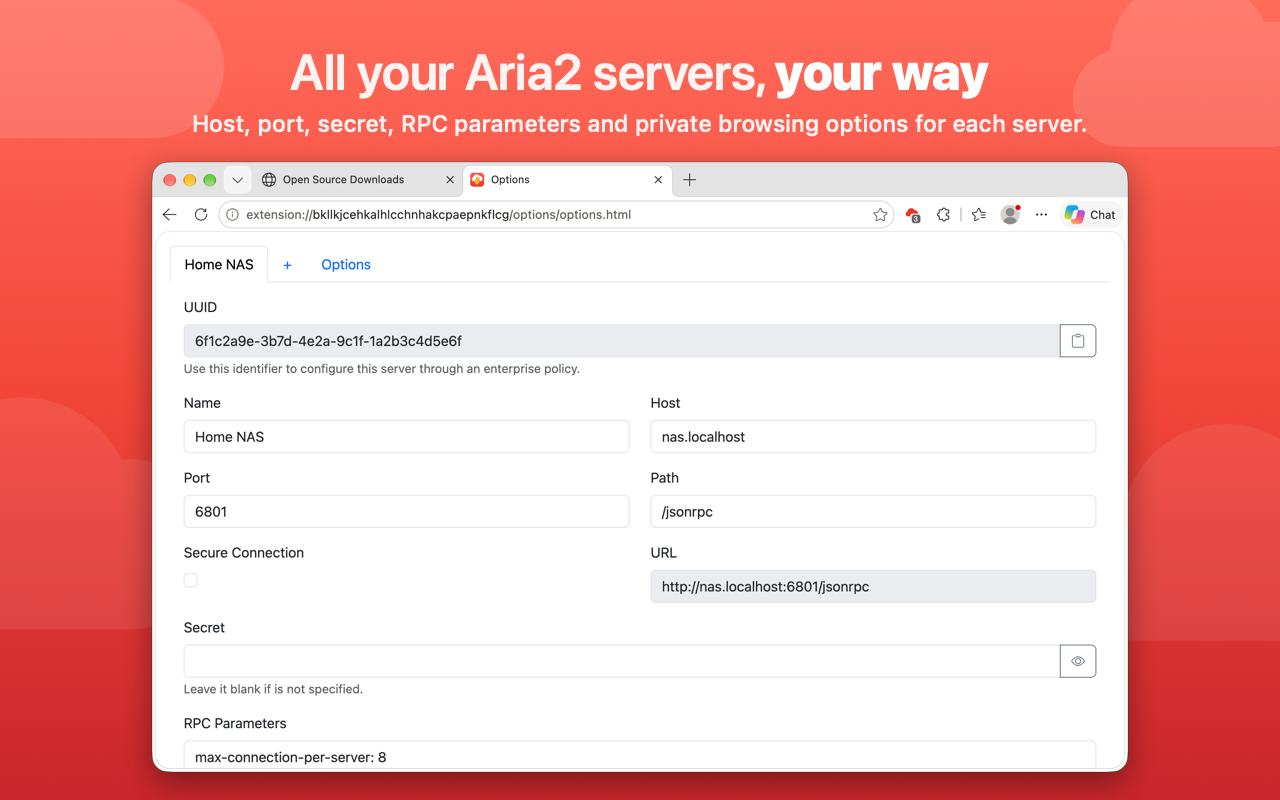 All your Aria2 servers, your way
Host, port, secret, RPC parameters and private browsing options for each server.
Open Source Downloads
Options
extension://bkllkjcehkalhlcchnhakcpaepnkflcg/options/options.html
3
Chat
Home NAS
+
Options
UUID
6f1c2a9e-3b7d-4e2a-9c1f-1a2b3c4d5e6f
Use this identifier to configure this server through an enterprise policy.
Name
Host
Home NAS
nas.localhost
Port
Path
6801
/jsonrpc
Secure Connection
URL
http://nas.localhost:6801/jsonrpc
Secret
Leave it blank if is not specified.
RPC Parameters
max-connection-per-server: 8